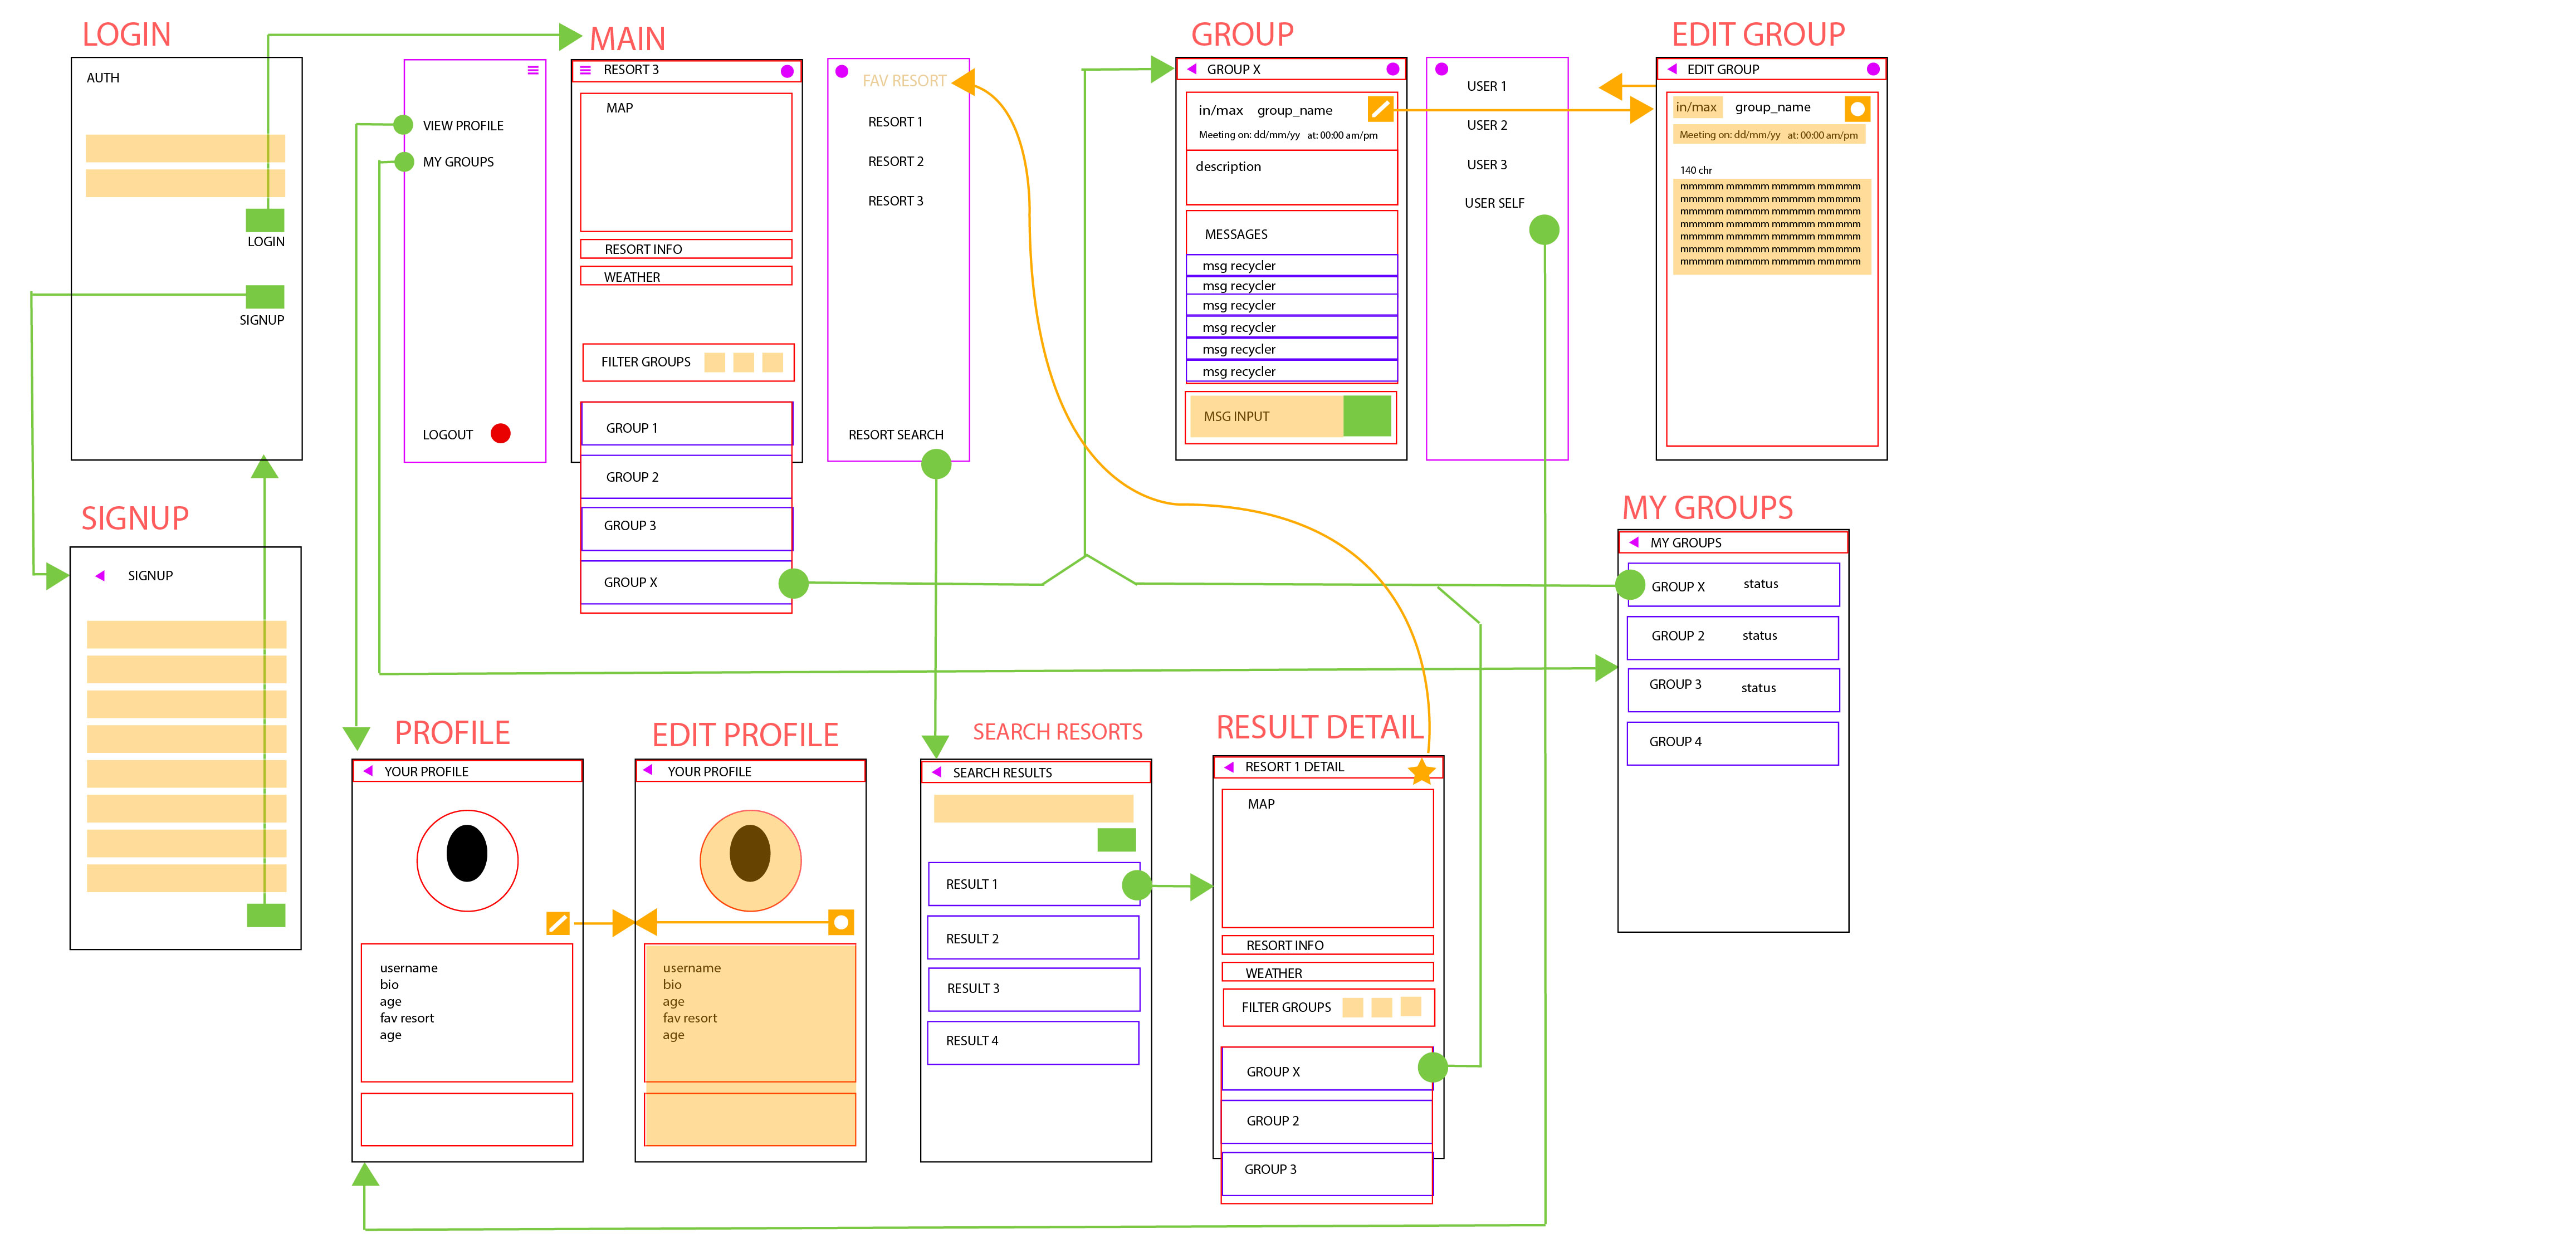 LOGIN
AUTH
LOGIN
SIGNUP
SIGNUP
SIGNUP
VIEW PROFILE
MY GROUPS
LOGOUT
MAIN
RESORT 3
MAP
RESORT INFO
WEATHER
FILTER GROUPS
GROUP 1
GROUP 2
GROUP 3
GROUP X
FAV RESORT
RESORT 1
RESORT 2
RESORT 3
RESORT SEARCH
GROUP
GROUP X
in/max group_name
Meeting on: dd/mm/yy at: 00:00 am/pm
description
MESSAGES
msg recycler
msg recycler
msg recycler
msg recycler
msg recycler
msg recycler
MSG INPUT
USER 1
USER 2
USER 3
USER SELF
EDIT GROUP
EDIT GROUP
in/max group_name
Meeting on: dd/mm/yy at: 00:00 am/pm
140 chr
mmmmm mmmmm mmmmm mmmmm
mmmmm mmmmm mmmmm mmmmm
mmmmm mmmmm mmmmm mmmmm
mmmmm mmmmm mmmmm mmmmm
mmmmm mmmmm mmmmm mmmmm
mmmmm mmmmm mmmmm mmmmm
mmmmm mmmmm mmmmm mmmmm
MY GROUPS
MY GROUPS
GROUP X status
GROUP 2 status
GROUP 3 status
GROUP 4
PROFILE
YOUR PROFILE
username
bio
age
fav resort
age
EDIT PROFILE
YOUR PROFILE
username
bio
age
fav resort
age
SEARCH RESORTS
SEARCH RESULTS
RESULT 1
RESULT 2
RESULT 3
RESULT 4
RESULT DETAIL
RESORT 1 DETAIL
MAP
RESORT INFO
WEATHER
FILTER GROUPS
GROUP X
GROUP 2
GROUP 3